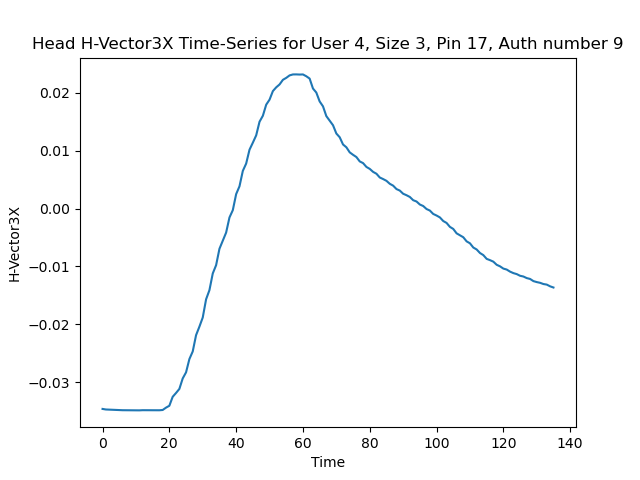 Head H-Vector3X Time-Series for User 4, Size 3, Pin 17, Auth number 9
H-Vector3X
0.02
0.01
0.00
−0.01
−0.02
−0.03
0 20 40 60 80 100 120 140
Time